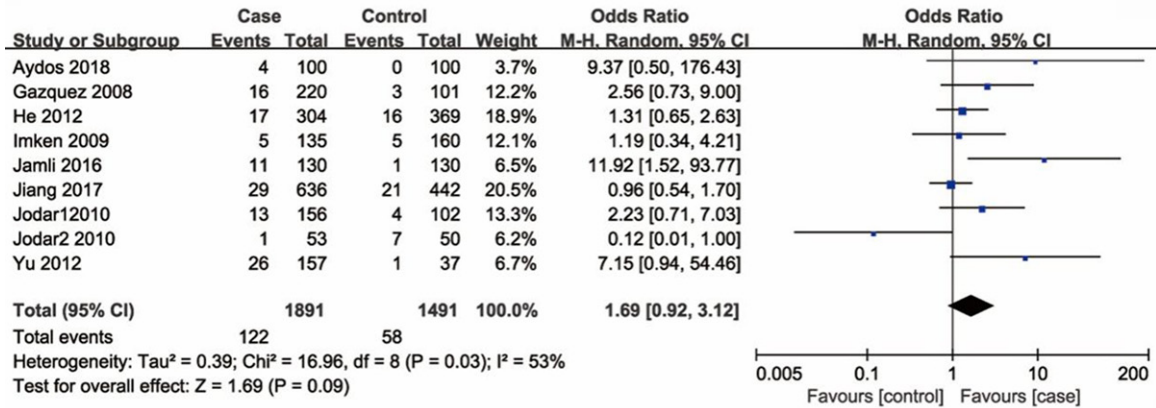 Case Control Odds Ratio Odds Ratio
Study or Subgroup Events Total Events Total Weight M-H, Random, 95% CI M-H, Random, 95% CI
Aydos 2018 4 100 0 100 3.7% 9.37 [0.50, 176.43]
Gazquez 2008 16 220 3 101 12.2% 2.56 [0.73, 9.00]
He 2012 17 304 16 369 18.9% 1.31 [0.65, 2.63]
Imken 2009 5 135 5 160 12.1% 1.19 [0.34, 4.21]
Jamli 2016 11 130 1 130 6.5% 11.92 [1.52, 93.77]
Jiang 2017 29 636 21 442 20.5% 0.96 [0.54, 1.70]
Jodar12010 13 156 4 102 13.3% 2.23 [0.71, 7.03]
Jodar2 2010 1 53 7 50 6.2% 0.12 [0.01, 1.00]
Yu 2012 26 157 1 37 6.7% 7.15 [0.94, 54.46]
Total (95% CI) 1891 1491 100.0% 1.69 [0.92, 3.12]
Total events 122 58
Heterogeneity: Tau² = 0.39; Chi² = 16.96, df = 8 (P = 0.03); I² = 53%
Test for overall effect: Z = 1.69 (P = 0.09)
0.005 0.1 1 10 200
Favours [control] Favours [case]